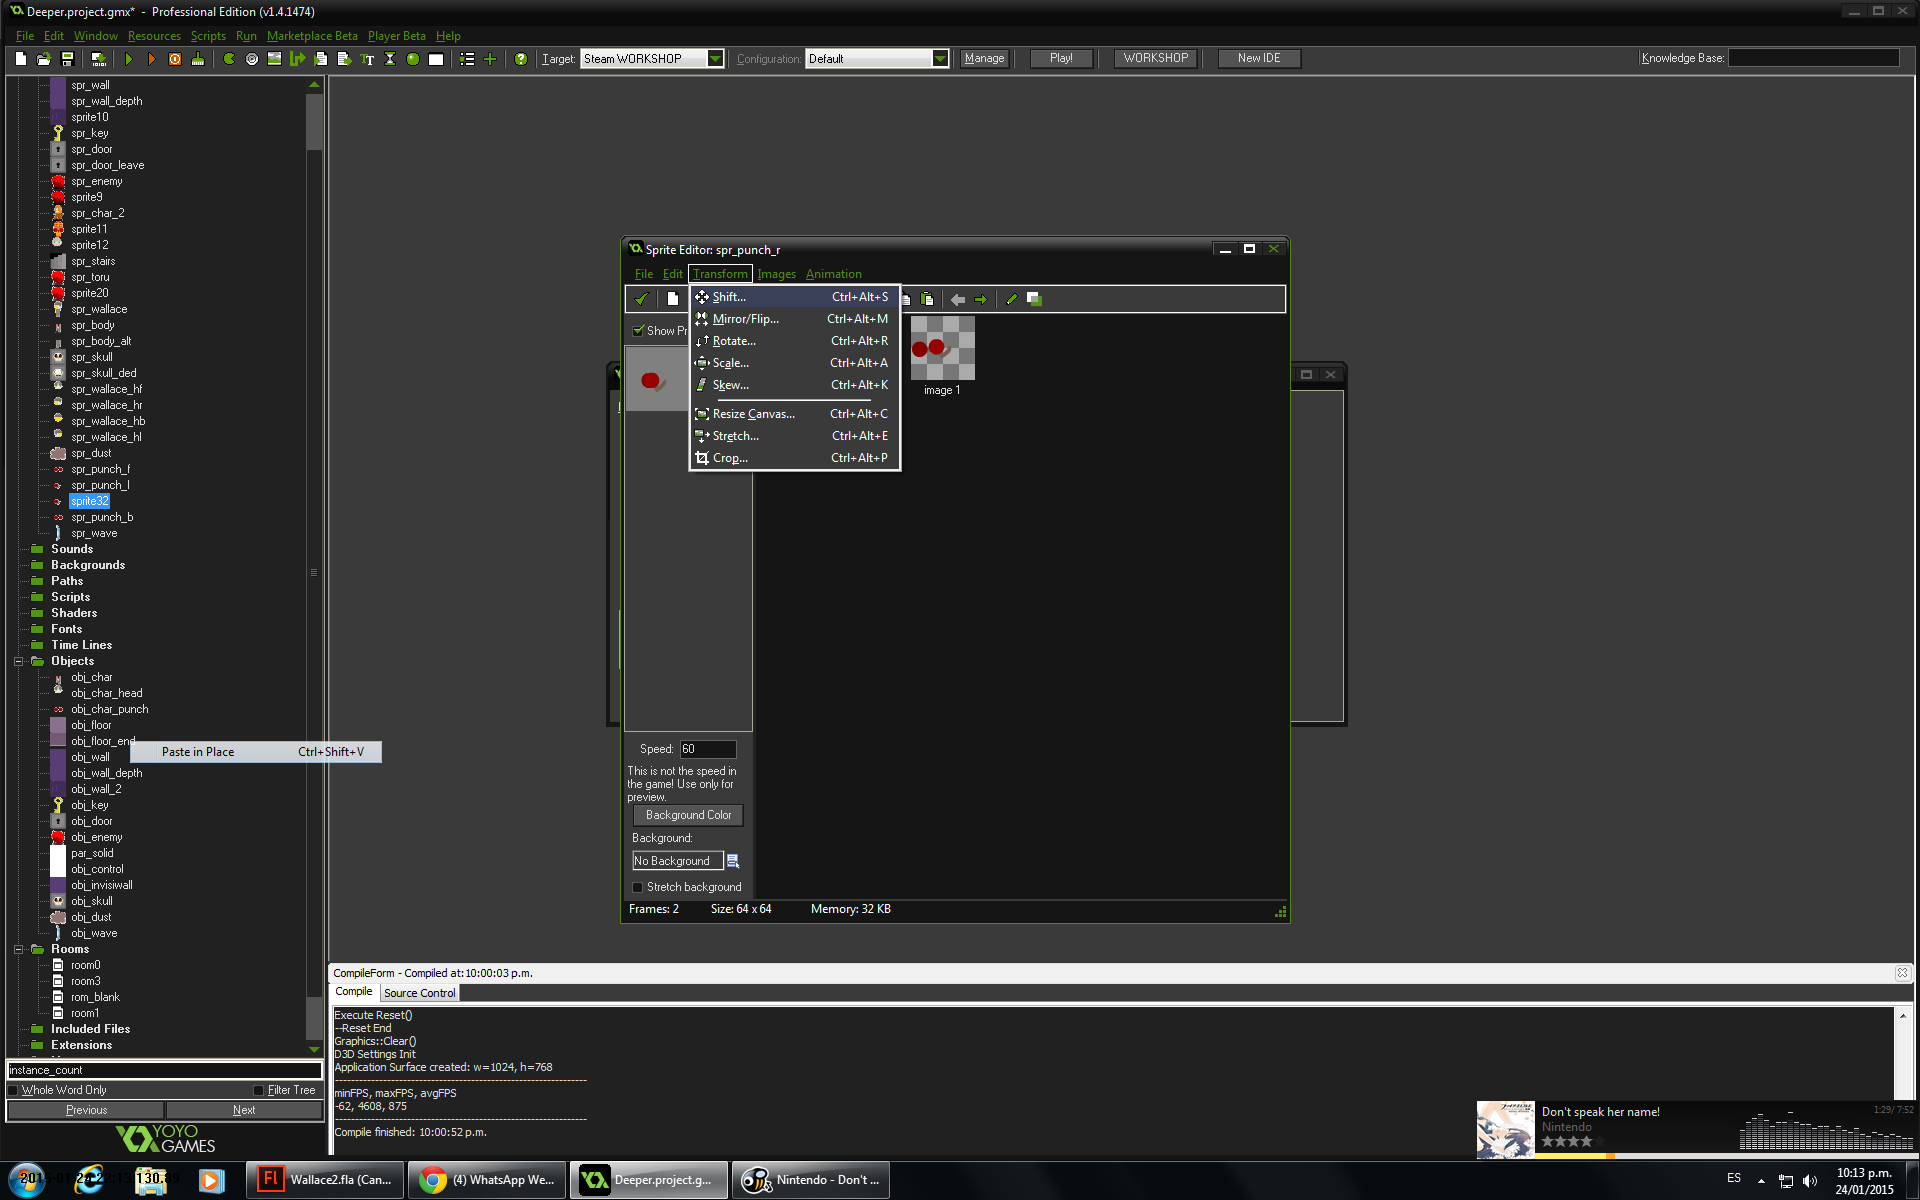 Deeper.project.gmx* - Professional Edition (v1.4.1474)
File Edit Window Resources Scripts Run Marketplace Beta Player Beta Help
Target: Steam WORKSHOP Configuration: Default Manage Play! WORKSHOP New IDE Knowledge Base:
spr_wall
spr_wall_depth
sprite10
spr_key
spr_door
spr_door_leave
spr_enemy
sprite9
spr_char_2
sprite11
sprite12
spr_stairs
spr_toru
sprite20
spr_wallace
spr_body
spr_body_alt
spr_skull
spr_skull_ded
spr_wallace_hf
spr_wallace_hr
spr_wallace_hb
spr_wallace_hl
spr_dust
spr_punch_f
spr_punch_l
sprite32
spr_punch_b
spr_wave
Sounds
Backgrounds
Paths
Scripts
Shaders
Fonts
Time Lines
Objects
obj_char
obj_char_head
obj_char_punch
obj_floor
obj_floor_end
obj_wall
obj_wall_depth
obj_wall_2
obj_key
obj_door
obj_enemy
par_solid
obj_control
obj_invisiwall
obj_skull
obj_dust
obj_wave
Rooms
room0
room3
rom_blank
room1
Included Files
Extensions
Paste in Place Ctrl+Shift+V
instance_count
Whole Word Only Filter Tree
Previous Next
YOYO GAMES
Sprite Editor: spr_punch_r
File Edit Transform Images Animation
Shift... Ctrl+Alt+S
Mirror/Flip... Ctrl+Alt+M
Rotate... Ctrl+Alt+R
Scale... Ctrl+Alt+A
Skew... Ctrl+Alt+K
Resize Canvas... Ctrl+Alt+C
Stretch... Ctrl+Alt+E
Crop... Ctrl+Alt+P
Show Pr
image 1
Speed: 60
This is not the speed in
the game! Use only for
preview.
Background Color
Background:
No Background
Stretch background
Frames: 2 Size: 64 x 64 Memory: 32 KB
CompileForm - Compiled at: 10:00:03 p.m.
Compile Source Control
Execute Reset()
--Reset End
Graphics::Clear()
D3D Settings Init
Application Surface created: w=1024, h=768
minFPS, maxFPS, avgFPS
-62, 4608, 875
Compile finished: 10:00:52 p.m.
Don't speak her name!
Nintendo
1:29/ 7:52
Wallace2.fla (Can...
(4) WhatsApp We...
Deeper.project.g...
Nintendo - Don't ...
ES
10:13 p.m.
24/01/2015